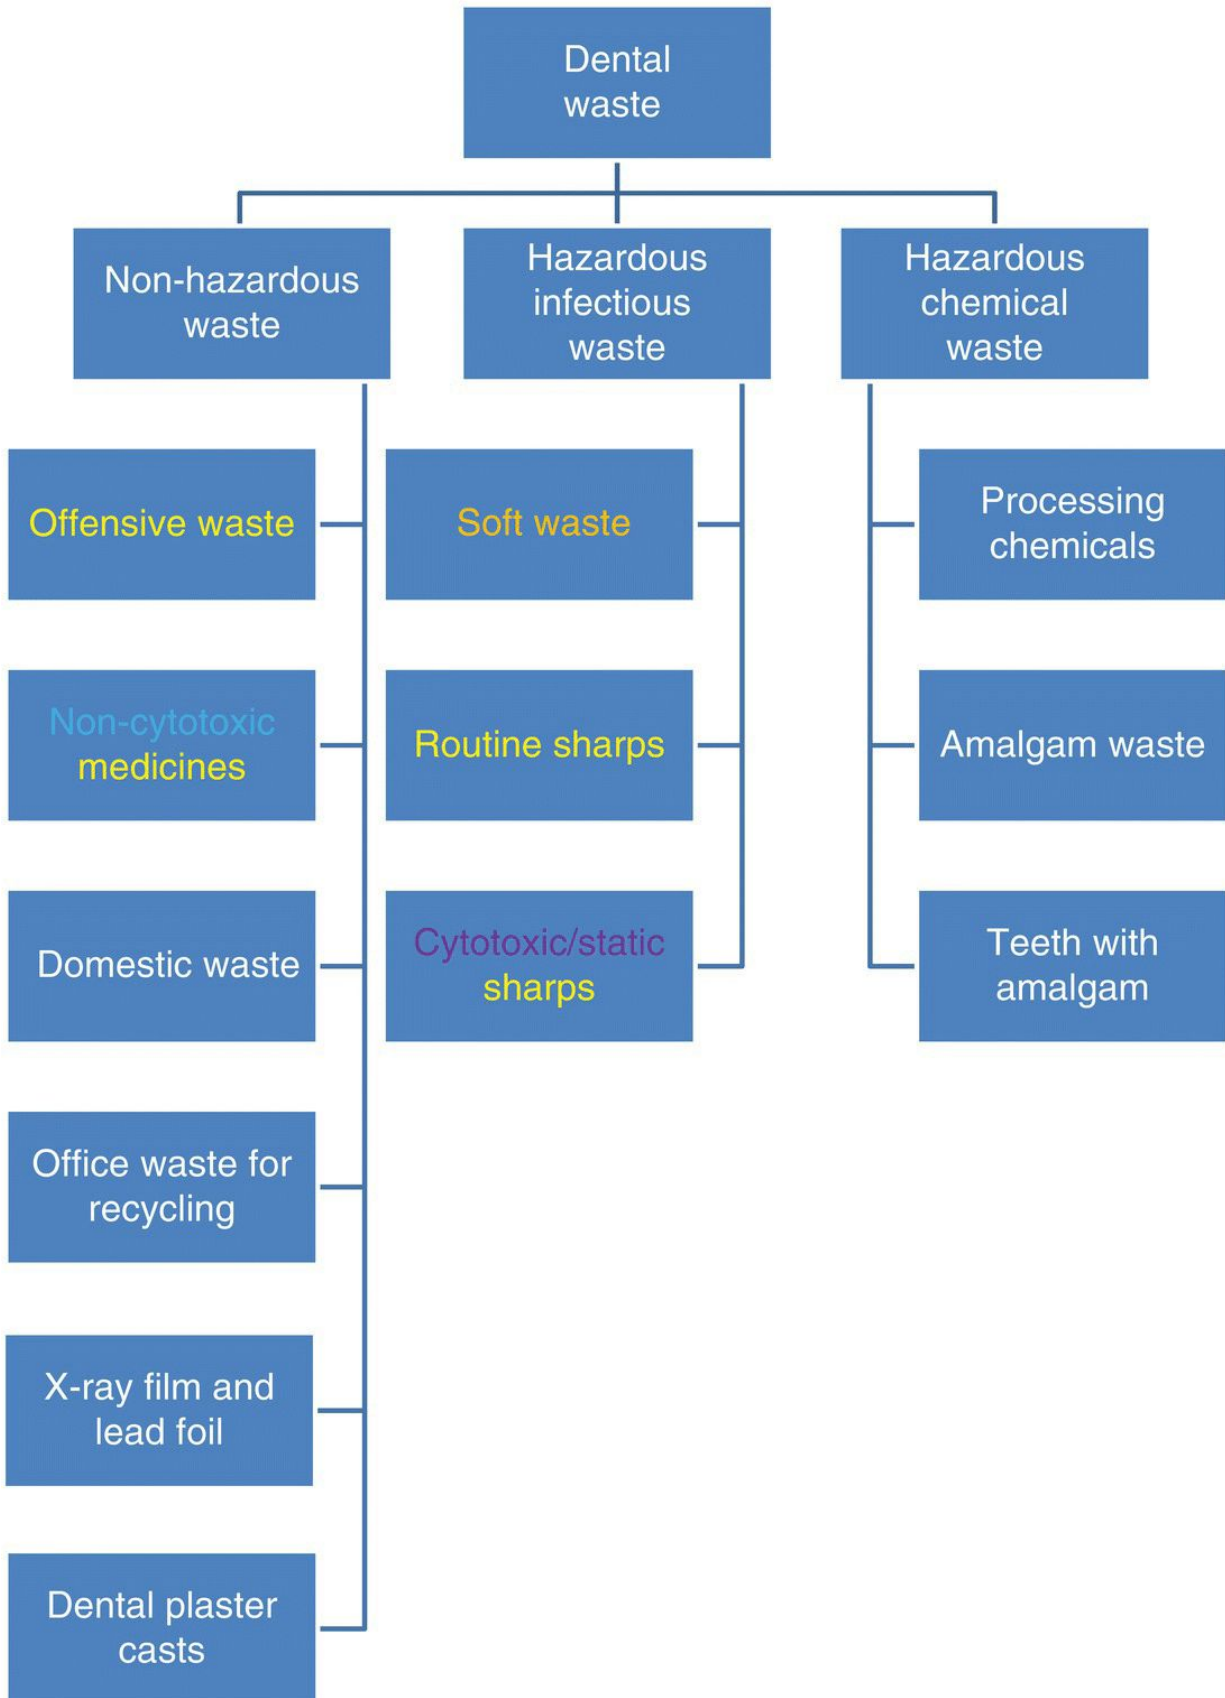 Dental
waste
Non-hazardous
waste
Hazardous
infectious
waste
Hazardous
chemical
waste
Offensive waste
Non-cytotoxic
medicines
Domestic waste
Office waste for
recycling
X-ray film and
lead foil
Dental plaster
casts
Soft waste
Routine sharps
Cytotoxic/static
sharps
Processing
chemicals
Amalgam waste
Teeth with
amalgam